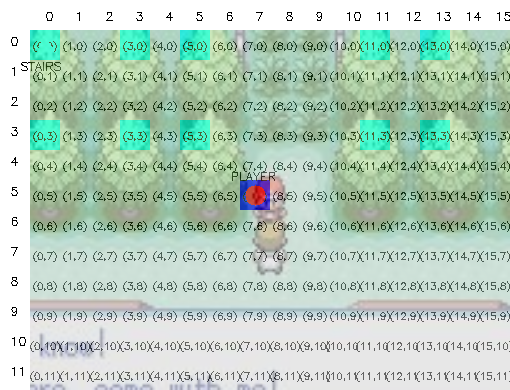 0 1 2 3 4 5 6 7 8 9 10 11 12 13 14 15
0 (1,0) (2,0) (3,0) (4,0) (5,0) (6,0) (7,0) (8,0) (9,0) (10,0) (11,0) (12,0) (13,0) (14,0) (15,0)
STAIRS
1 (0,1) (1,1) (2,1) (3,1) (4,1) (5,1) (6,1) (7,1) (8,1) (9,1) (10,1) (11,1) (12,1) (13,1) (14,1) (15,1)
2 (0,2) (1,2) (2,2) (3,2) (4,2) (5,2) (6,2) (7,2) (8,2) (9,2) (10,2) (11,2) (12,2) (13,2) (14,2) (15,2)
3 (0,3) (1,3) (2,3) (3,3) (4,3) (5,3) (6,3) (7,3) (8,3) (9,3) (10,3) (11,3) (12,3) (13,3) (14,3) (15,3)
4 (0,4) (1,4) (2,4) (3,4) (4,4) (5,4) (6,4) (7,4) (8,4) (9,4) (10,4) (11,4) (12,4) (13,4) (14,4) (15,4)
PLAYER
5 (0,5) (1,5) (2,5) (3,5) (4,5) (5,5) (6,5) (8,5) (9,5) (10,5) (11,5) (12,5) (13,5) (14,5) (15,5)
6 (0,6) (1,6) (2,6) (3,6) (4,6) (5,6) (6,6) (7,6) (8,6) (9,6) (10,6) (11,6) (12,6) (13,6) (14,6) (15,6)
7 (0,7) (1,7) (2,7) (3,7) (4,7) (5,7) (6,7) (7,7) (8,7) (9,7) (10,7) (11,7) (12,7) (13,7) (14,7) (15,7)
8 (0,8) (1,8) (2,8) (3,8) (4,8) (5,8) (6,8) (7,8) (8,8) (9,8) (10,8) (11,8) (12,8) (13,8) (14,8) (15,8)
9 (0,9) (1,9) (2,9) (3,9) (4,9) (5,9) (6,9) (7,9) (8,9) (9,9) (10,9) (11,9) (12,9) (13,9) (14,9) (15,9)
10 (0,10) (1,10) (2,10) (3,10) (4,10) (5,10) (6,10) (7,10) (8,10) (9,10) (10,10) (11,10) (12,10) (13,10) (14,10) (15,10)
know!
11 (0,11) (1,11) (2,11) (3,11) (4,11) (5,11) (6,11) (7,11) (8,11) (9,11) (10,11) (11,11) (12,11) (13,11) (14,11) (15,11)
come with me!